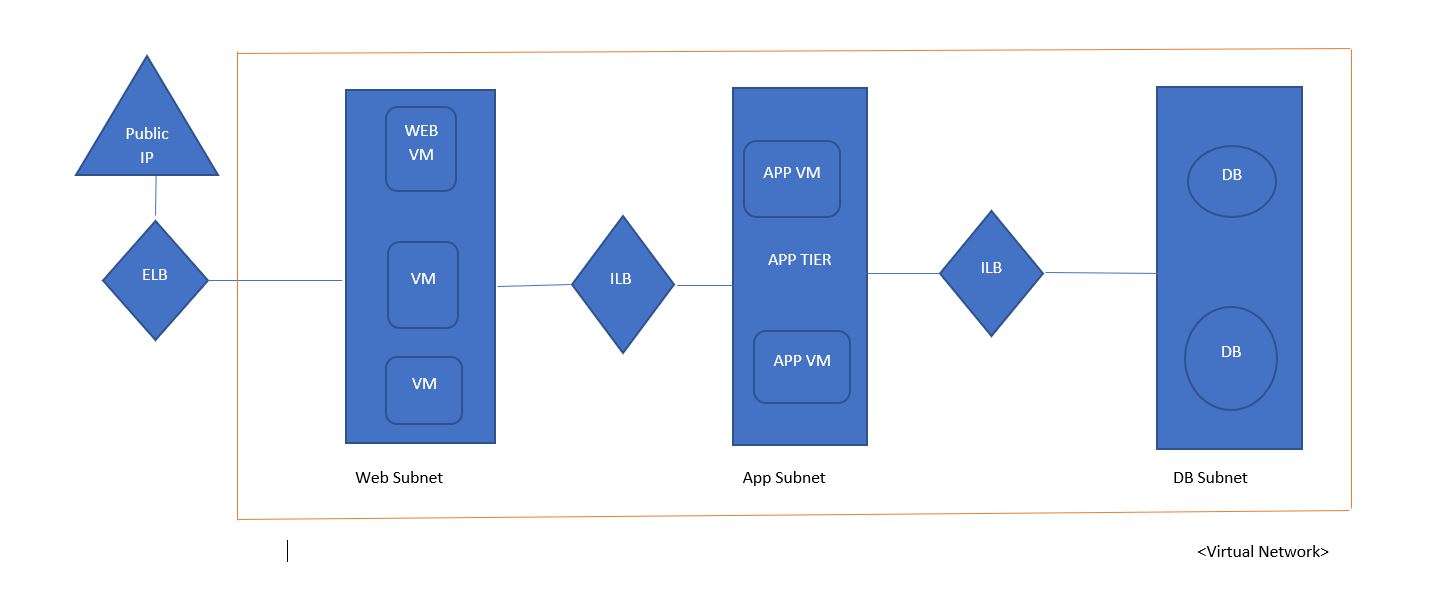 Public
IP
ELB
WEB
VM
VM
VM
Web Subnet
ILB
APP VM
APP TIER
APP VM
App Subnet
ILB
DB
DB
DB Subnet
<Virtual Network>